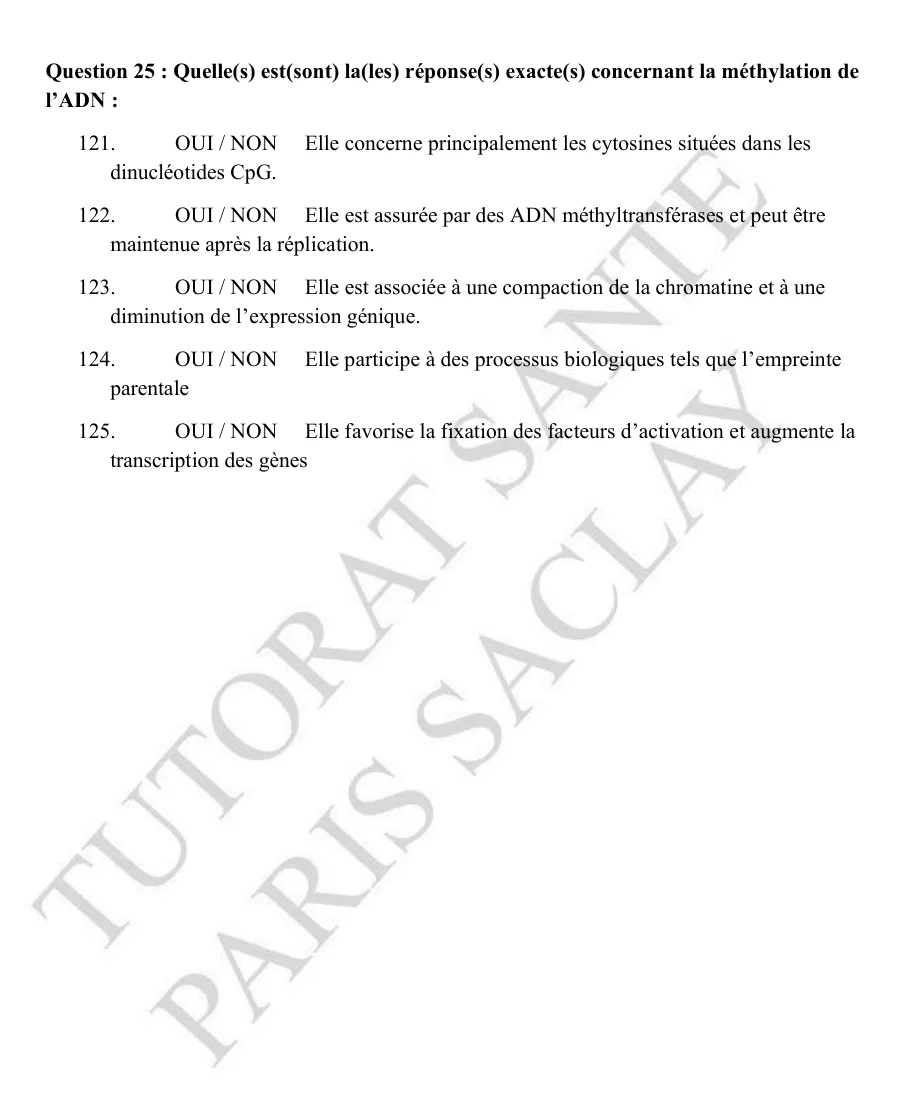 Question 25 : Quelle(s) est(sont) la(les) réponse(s) exacte(s) concernant la méthylation de
l’ADN :
121. OUI / NON Elle concerne principalement les cytosines situées dans les
dinucléotides CpG.
122. OUI / NON Elle est assurée par des ADN méthyltransférases et peut être
maintenue après la réplication.
123. OUI / NON Elle est associée à une compaction de la chromatine et à une
diminution de l’expression génique.
124. OUI / NON Elle participe à des processus biologiques tels que l’empreinte
parentale
125. OUI / NON Elle favorise la fixation des facteurs d’activation et augmente la
transcription des gènes
TUTORAT SANTE
PARIS SACLAY